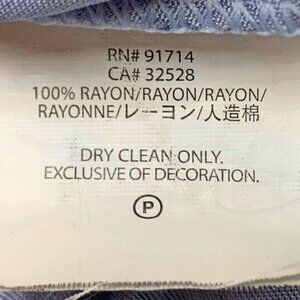 RN# 91714
CA# 32528
100% RAYON/RAYON/RAYON/
RAYONNE/レーヨン/人造棉
DRY CLEAN ONLY.
EXCLUSIVE OF DECORATION.
P